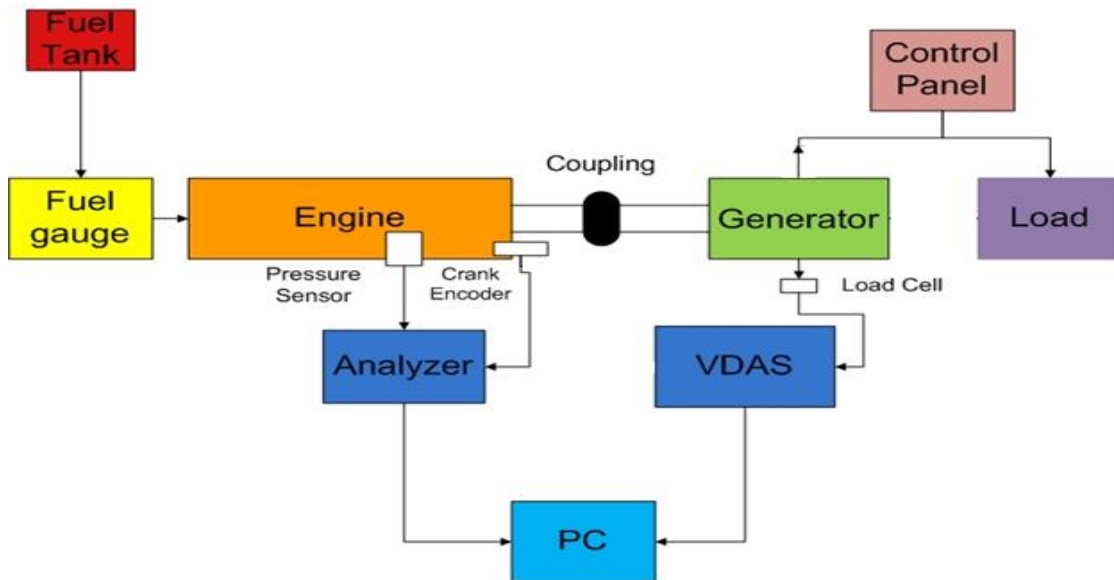 Fuel
Tank
Control
Panel
Coupling
Fuel
gauge
Engine
Generator
Load
Pressure
Sensor
Crank
Encoder
Load Cell
Analyzer
VDAS
PC